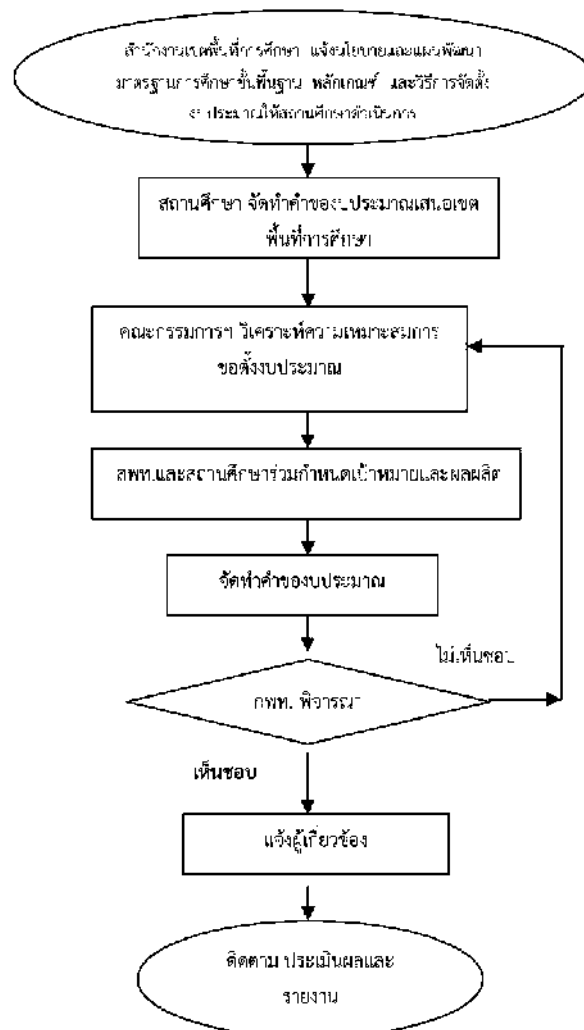 สำนักงานเขตพื้นที่การศึกษา แจ้งนโยบายและแผนพัฒนา
มาตรฐานการศึกษาขั้นพื้นฐาน หลักเกณฑ์ และวิธีการจัดตั้ง
งบประมาณให้สถานศึกษาดำเนินการ
สถานศึกษา จัดทำคำของบประมาณเสนอเขต
พื้นที่การศึกษา
คณะกรรมการฯ วิเคราะห์ความเหมาะสมการ
ขอตั้งงบประมาณ
สพท.และสถานศึกษาร่วมกำหนดเป้าหมายและผลผลิต
จัดทำคำของบประมาณ
ไม่เห็นชอบ
กพท. พิจารณา
เห็นชอบ
แจ้งผู้เกี่ยวข้อง
ติดตาม ประเมินผลและ
รายงาน